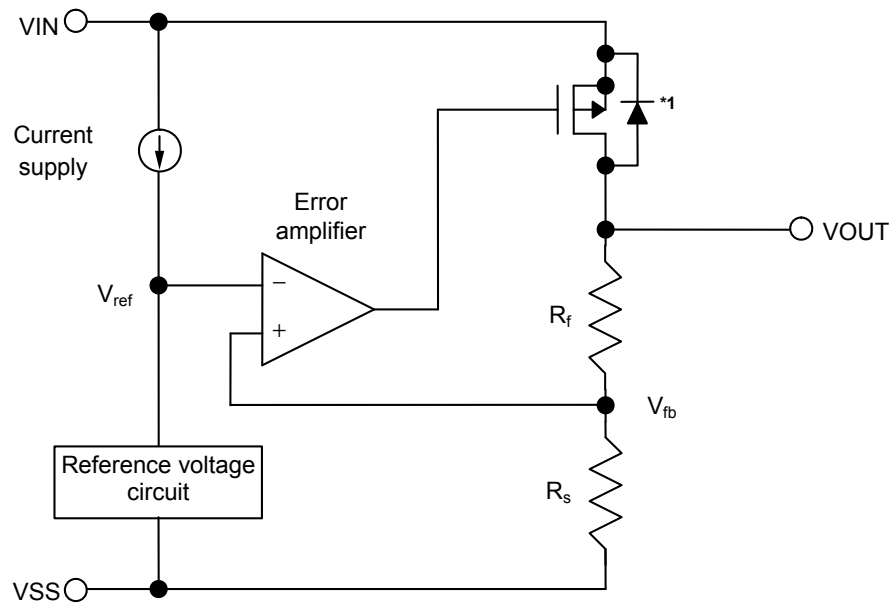 VIN
*1
Current
supply
Error
amplifier
VOUT
Vref
−
+
Rf
Vfb
Reference voltage
circuit
Rs
VSS